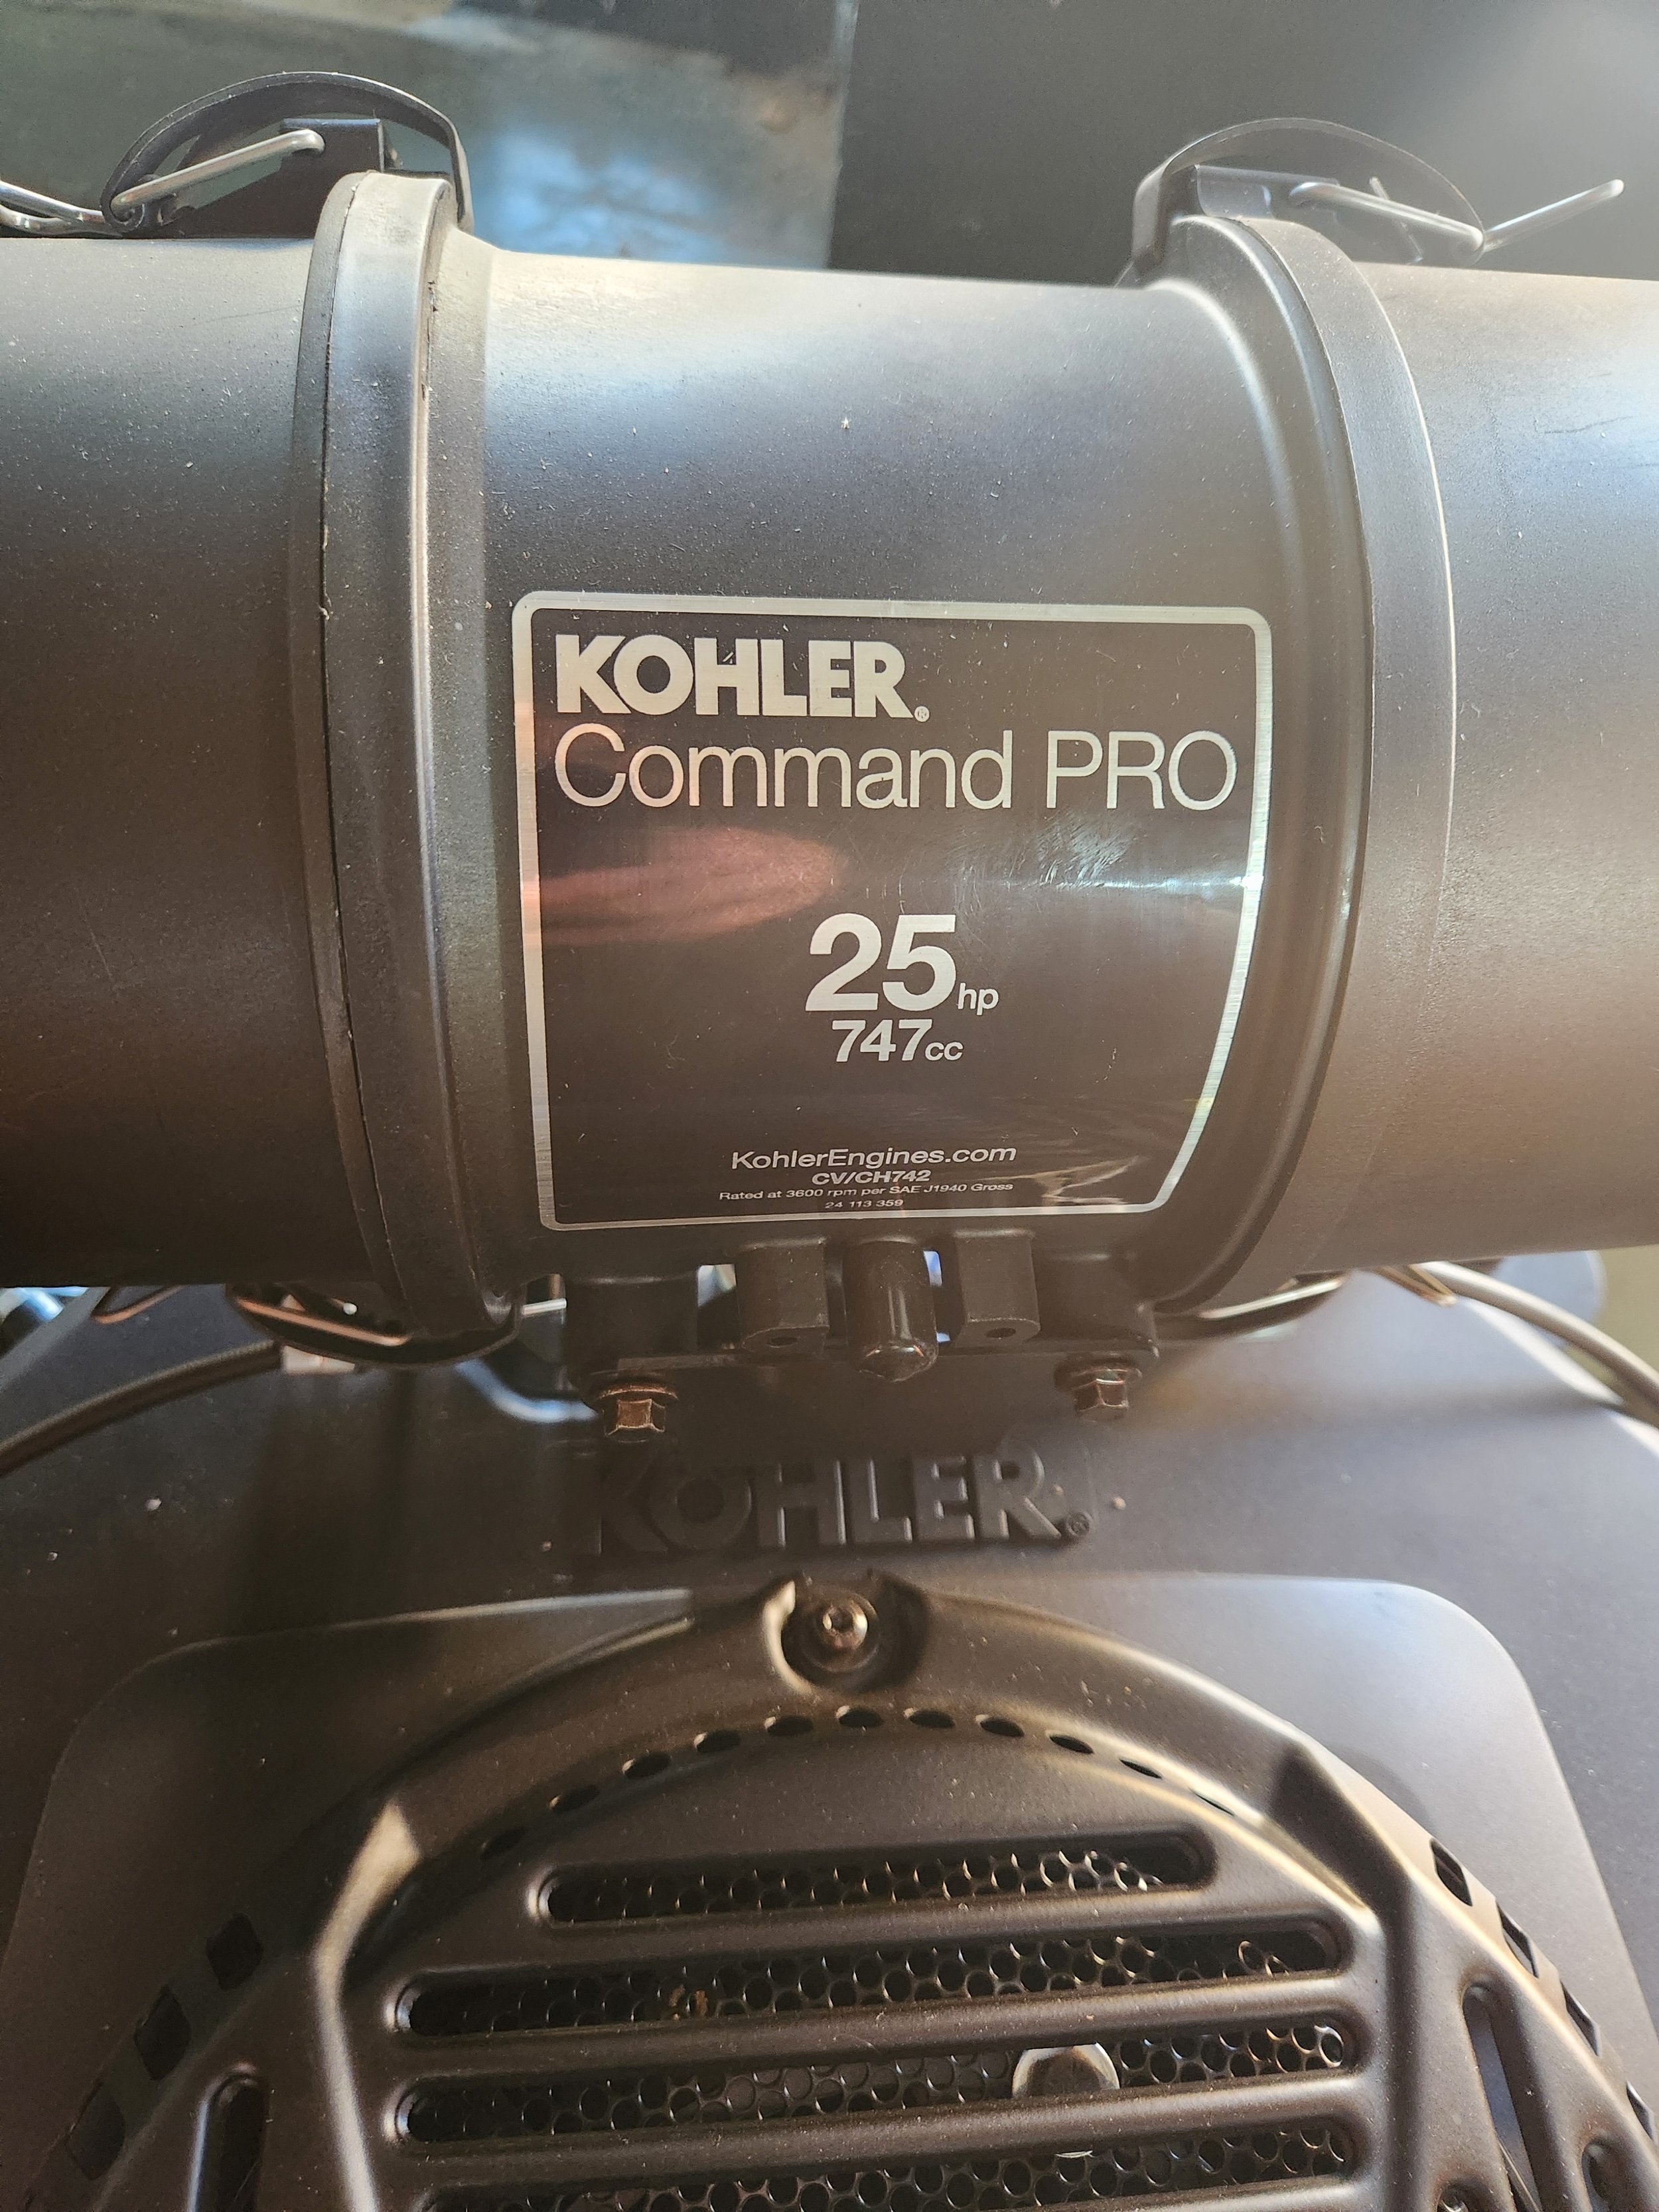 KOHLER®
Command PRO
25hp
747cc
KohlerEngines.com
CV/CH742
Rated at 3600 rpm per SAE J1940 Gross
24 113 359
KOHLER®